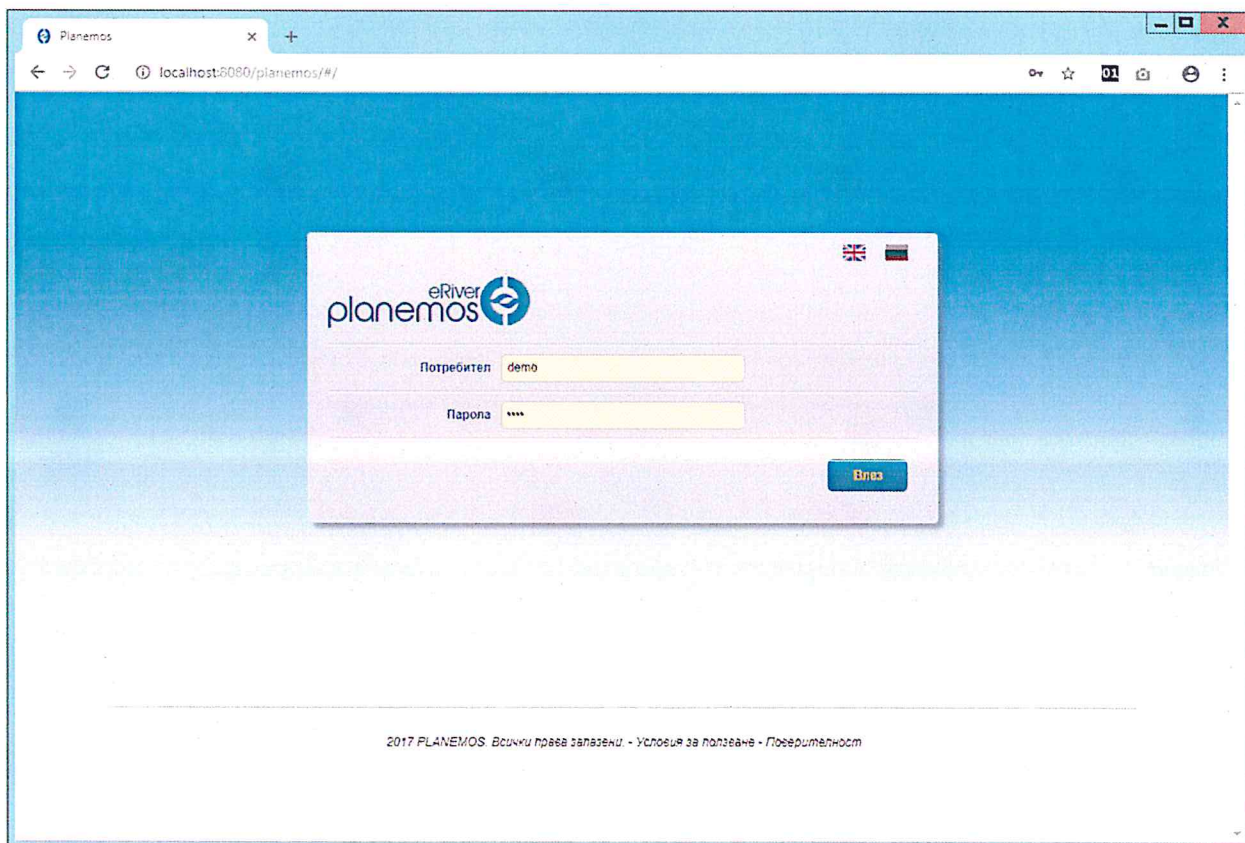 Planemos
localhost:8080/planemos/#/
01
eRiver
planemos
Потребител demo
Парола ****
Влез
2017 PLANEMOS. Всички права запазени. - Условия за ползване - Поверителност